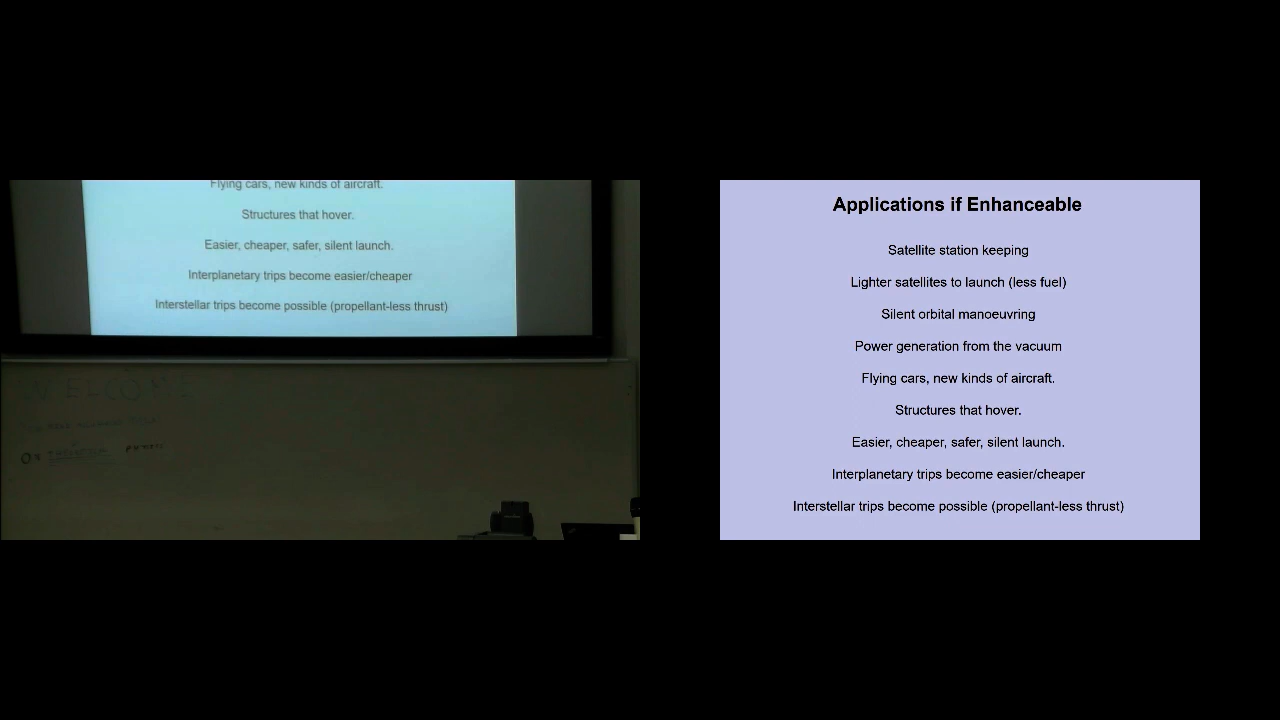 Flying cars, new kinds of aircraft.
Structures that hover.
Easier, cheaper, safer, silent launch.
Interplanetary trips become easier/cheaper
Interstellar trips become possible (propellant-less thrust)
WELCOME
Applications if Enhanceable
Satellite station keeping
Lighter satellites to launch (less fuel)
Silent orbital manoeuvring
Power generation from the vacuum
Flying cars, new kinds of aircraft.
Structures that hover.
Easier, cheaper, safer, silent launch.
Interplanetary trips become easier/cheaper
Interstellar trips become possible (propellant-less thrust)